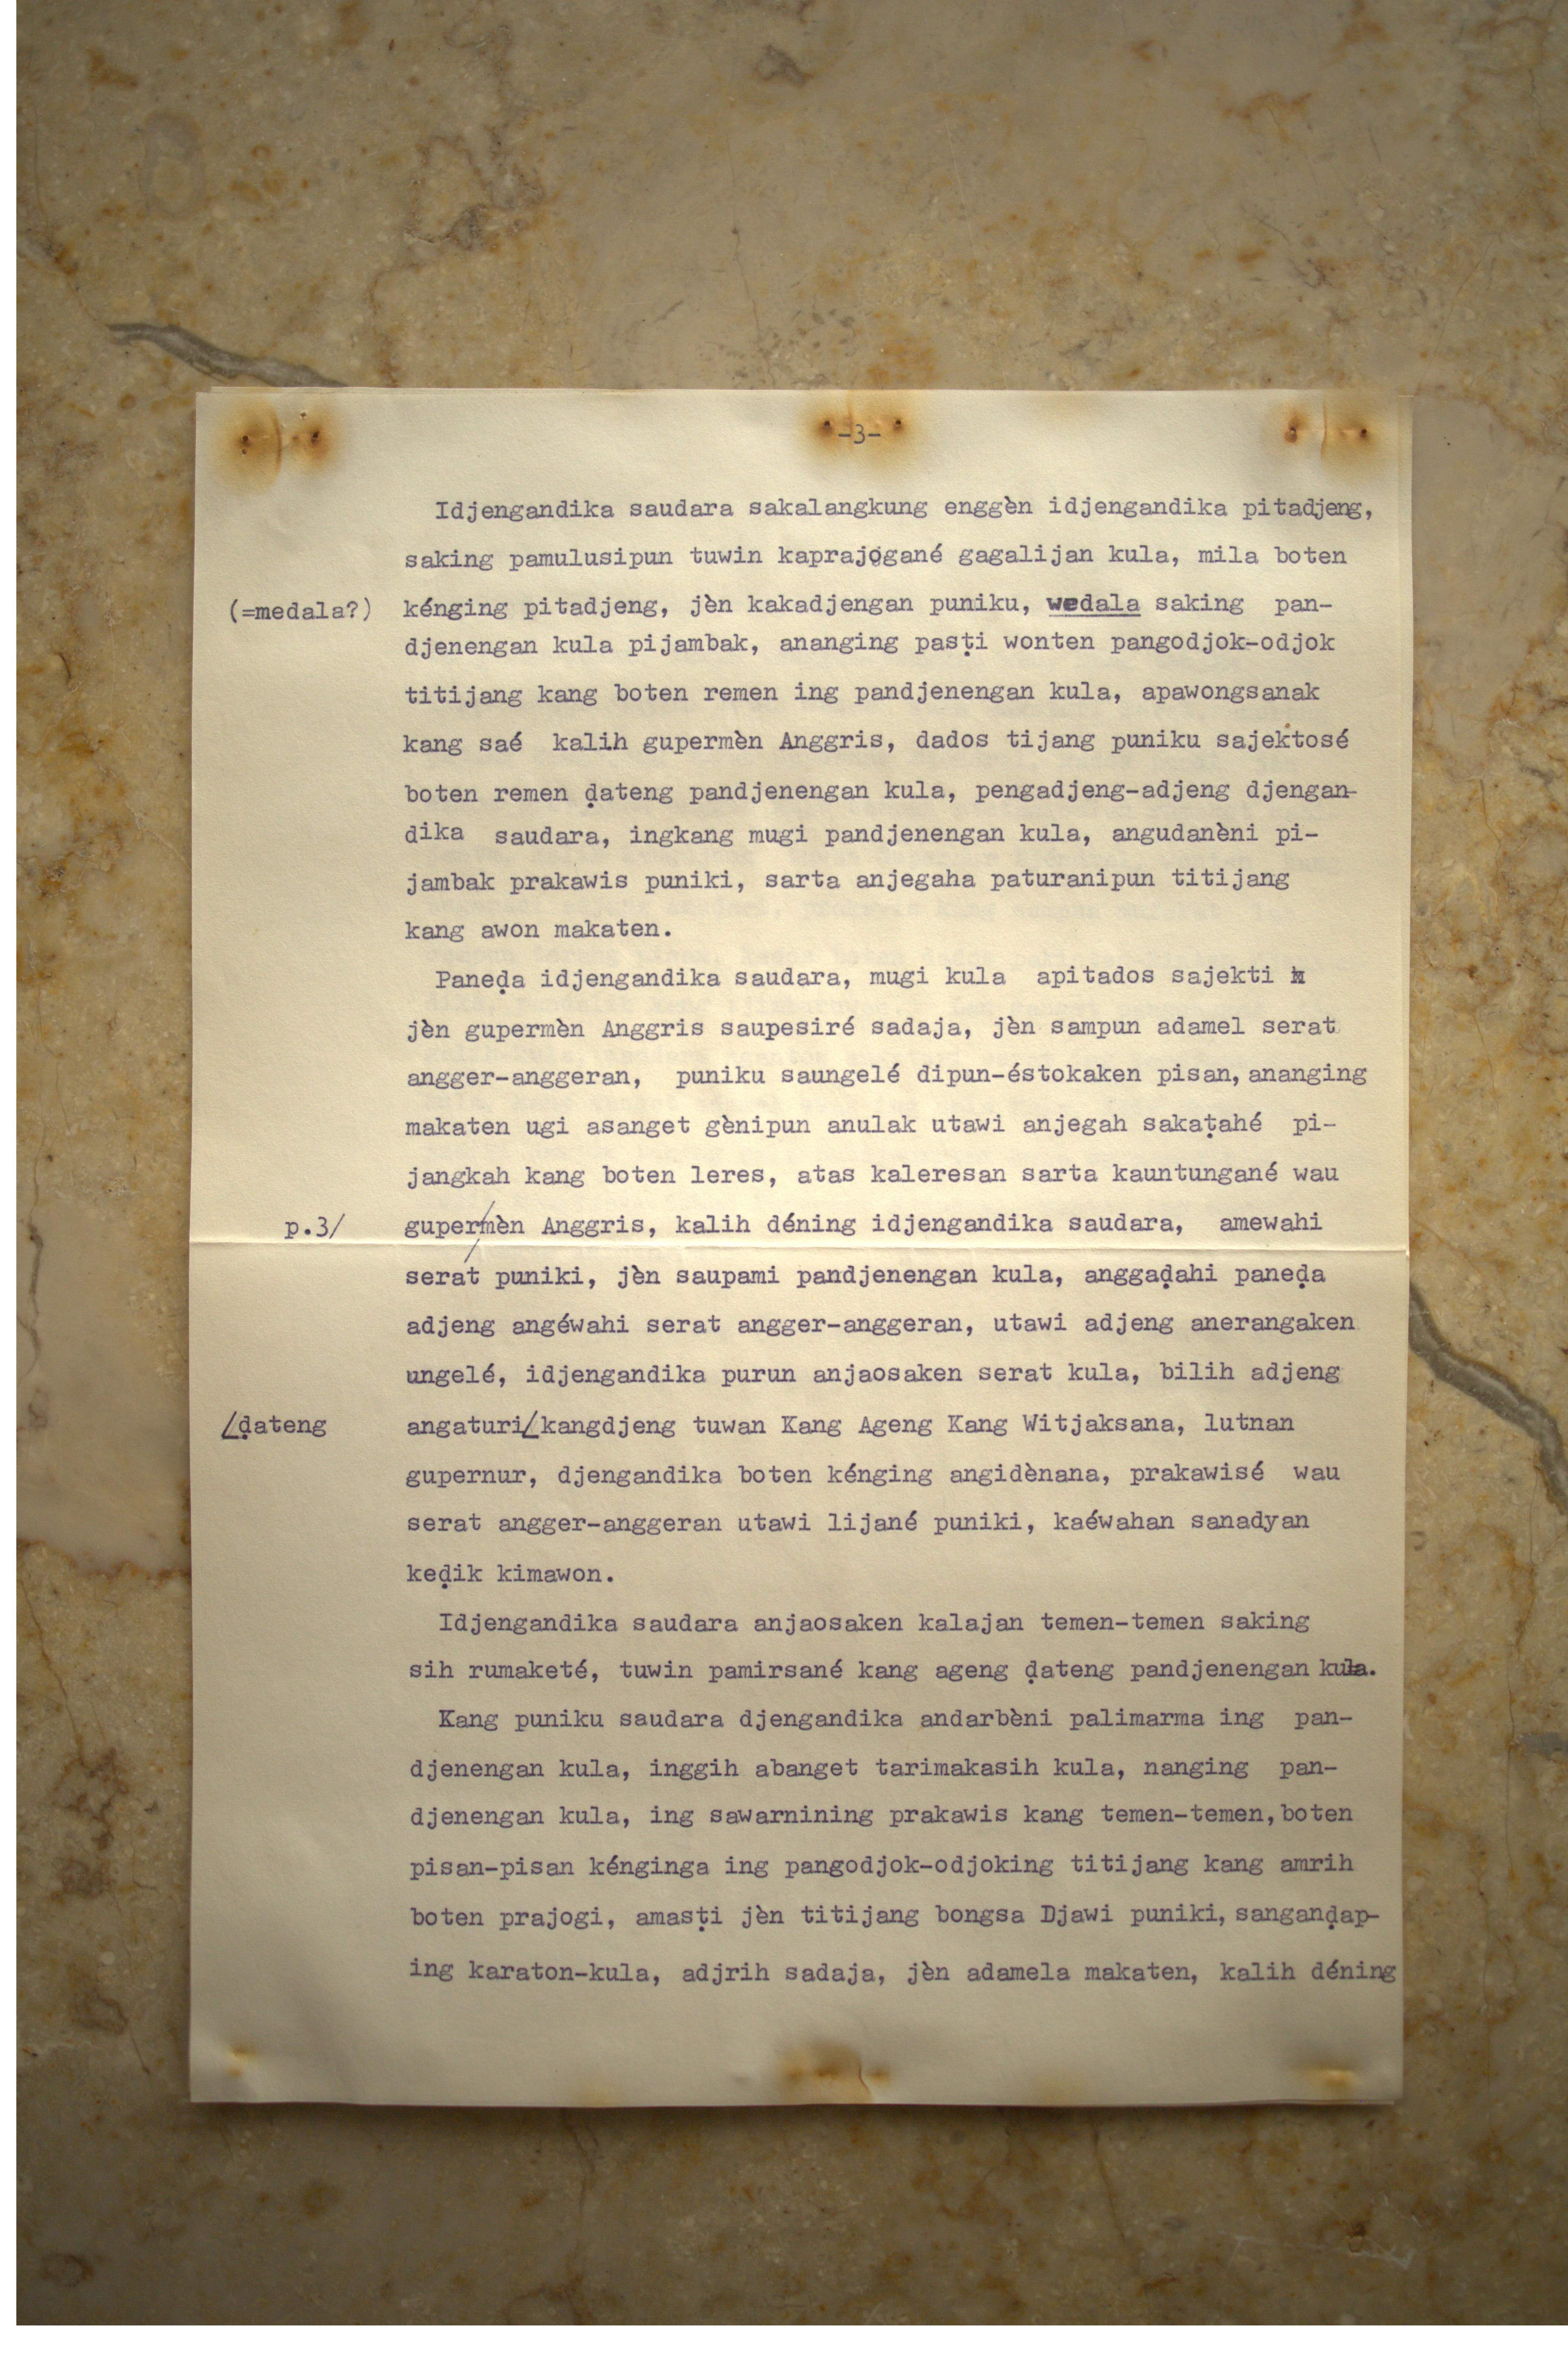 -3-
Idjengandika saudara sakalangkung enggèn idjengandika pitadjeng,
saking pamulusipun tuwin kaprajogané gagalijan kula, mila boten
(=medala?) kénging pitadjeng, jèn kakadjengan puniku, wedala saking pan-
djenengan kula pijambak, ananging pasṭi wonten pangodjok-odjok
titijang kang boten remen ing pandjenengan kula, apawongsanak
kang saé kalih gupermèn Anggris, dados tijang puniku sajektosé
boten remen ḍateng pandjenengan kula, pengadjeng-adjeng djengan-
dika saudara, ingkang mugi pandjenengan kula, angudanèni pi-
jambak prakawis puniki, sarta anjegaha paturanipun titijang
kang awon makaten.
Paneḍa idjengandika saudara, mugi kula apitados sajekti
jèn gupermèn Anggris saupesiré sadaja, jèn sampun adamel serat
angger-anggeran, puniku saungelé dipun-éstokaken pisan, ananging
makaten ugi asanget gènipun anulak utawi anjegah sakaṭahé pi-
jangkah kang boten leres, atas kaleresan sarta kauntungané wau
p.3/ guper/mèn Anggris, kalih déning idjengandika saudara, amewahi
serat puniki, jèn saupami pandjenengan kula, anggaḍahi paneḍa
adjeng angéwahi serat angger-anggeran, utawi adjeng anerangaken
ungelé, idjengandika purun anjaosaken serat kula, bilih adjeng
/ḍateng angaturi/kangdjeng tuwan Kang Ageng Kang Witjaksana, lutnan
gupernur, djengandika boten kénging angidènana, prakawisé wau
serat angger-anggeran utawi lijané puniki, kaéwahan sanadyan
keḍik kimawon.
Idjengandika saudara anjaosaken kalajan temen-temen saking
sih rumaketé, tuwin pamirsané kang ageng ḍateng pandjenengan kula.
Kang puniku saudara djengandika andarbèni palimarma ing pan-
djenengan kula, inggih abanget tarimakasih kula, nanging pan-
djenengan kula, ing sawarnining prakawis kang temen-temen, boten
pisan-pisan kénginga ing pangodjok-odjoking titijang kang amrih
boten prajogi, amasṭi jèn titijang bongsa Djawi puniki, sanganḍap-
ing karaton-kula, adjrih sadaja, jèn adamela makaten, kalih déning